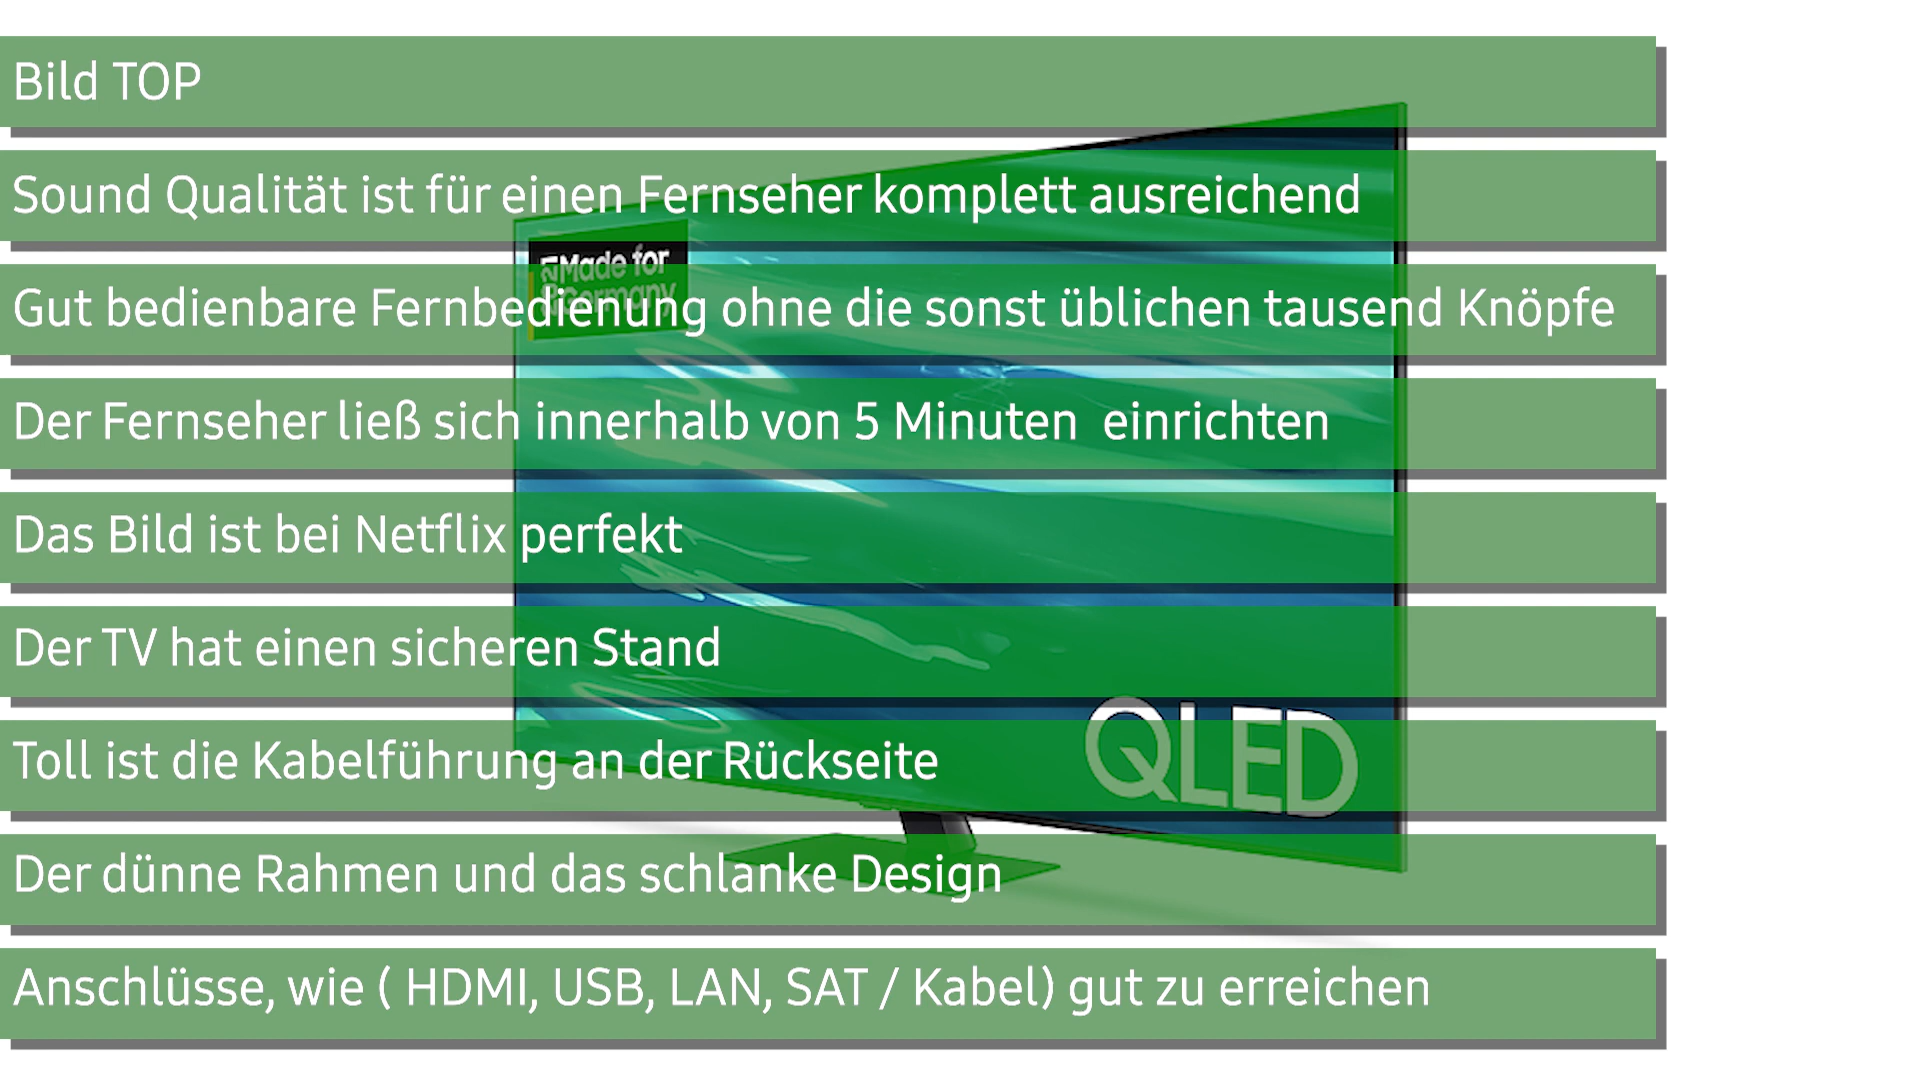 Bild TOP
Sound Qualität ist für einen Fernseher komplett ausreichend
Made for
Germany
Gut bedienbare Fernbedienung ohne die sonst üblichen tausend Knöpfe
Der Fernseher ließ sich innerhalb von 5 Minuten  einrichten
Das Bild ist bei Netflix perfekt
Der TV hat einen sicheren Stand
QLED
Toll ist die Kabelführung an der Rückseite
Der dünne Rahmen und das schlanke Design
Anschlüsse, wie ( HDMI, USB, LAN, SAT / Kabel) gut zu erreichen